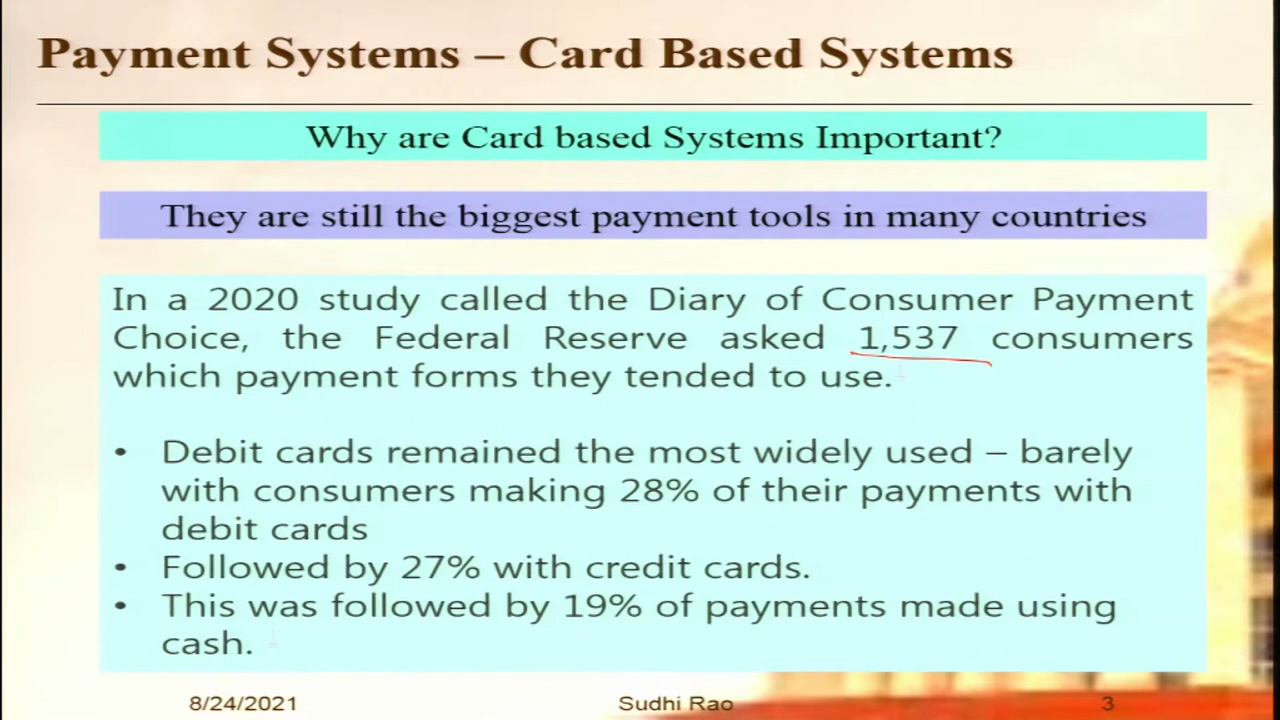 Payment Systems – Card Based Systems
Why are Card based Systems Important?
They are still the biggest payment tools in many countries
In a 2020 study called the Diary of Consumer Payment
Choice, the Federal Reserve asked 1,537 consumers
which payment forms they tended to use.
• Debit cards remained the most widely used – barely
with consumers making 28% of their payments with
debit cards
• Followed by 27% with credit cards.
• This was followed by 19% of payments made using
cash.
8/24/2021 Sudhi Rao 3